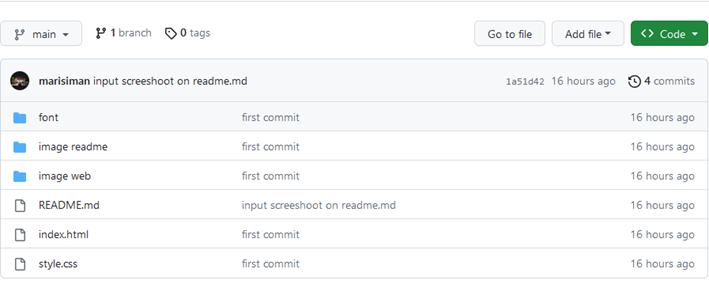 main 1 branch 0 tags Go to file Add file Code
marisiman input screeshoot on readme.md 1a51d42 16 hours ago 4 commits
font first commit 16 hours ago
image readme first commit 16 hours ago
image web first commit 16 hours ago
README.md input screeshoot on readme.md 16 hours ago
index.html first commit 16 hours ago
style.css first commit 16 hours ago